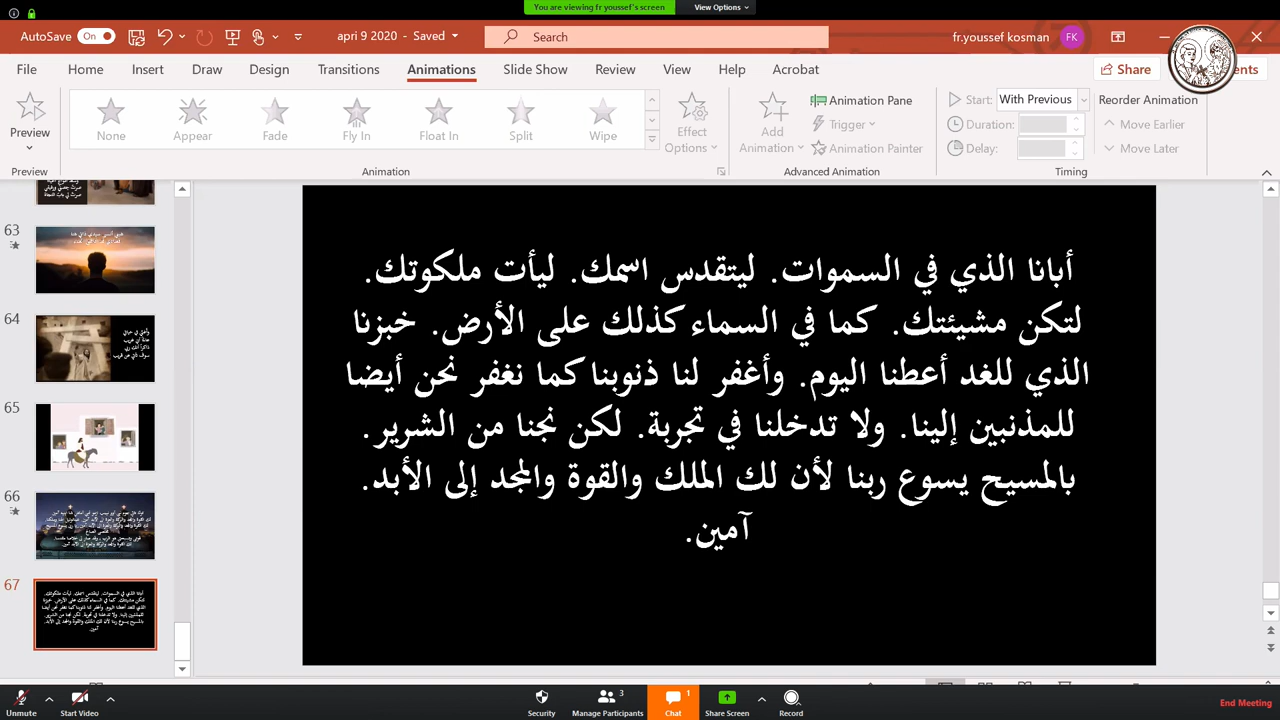 You are viewing fr youssef's screen
View Options
AutoSave On
apri 9 2020 - Saved
Search
fr.youssef kosman
FK
File Home Insert Draw Design Transitions Animations Slide Show Review View Help Acrobat
Share
Preview
None Appear Fade Fly In Float In Split Wipe
Effect Options
Add Animation
Animation Pane
Trigger
Animation Painter
Start: With Previous
Duration:
Delay:
Reorder Animation
Move Earlier
Move Later
Preview
Animation
Advanced Animation
Timing
63
64
65
66
67
أبانا الذي في السموات. ليتقدس اسمك. ليأت ملكوتك.
لتكن مشيئتك. كما في السماء كذلك على الأرض. خبزنا
الذي للغد أعطنا اليوم. وأغفر لنا ذنوبنا كما نغفر نحن أيضا
للمذنبين إلينا. ولا تدخلنا في تجربة. لكن نجنا من الشرير.
بالمسيح يسوع ربنا لأن لك الملك والقوة والمجد إلى الأبد.
آمين.
Unmute
Start Video
Security
Manage Participants
3
Chat
1
Share Screen
Record
End Meeting